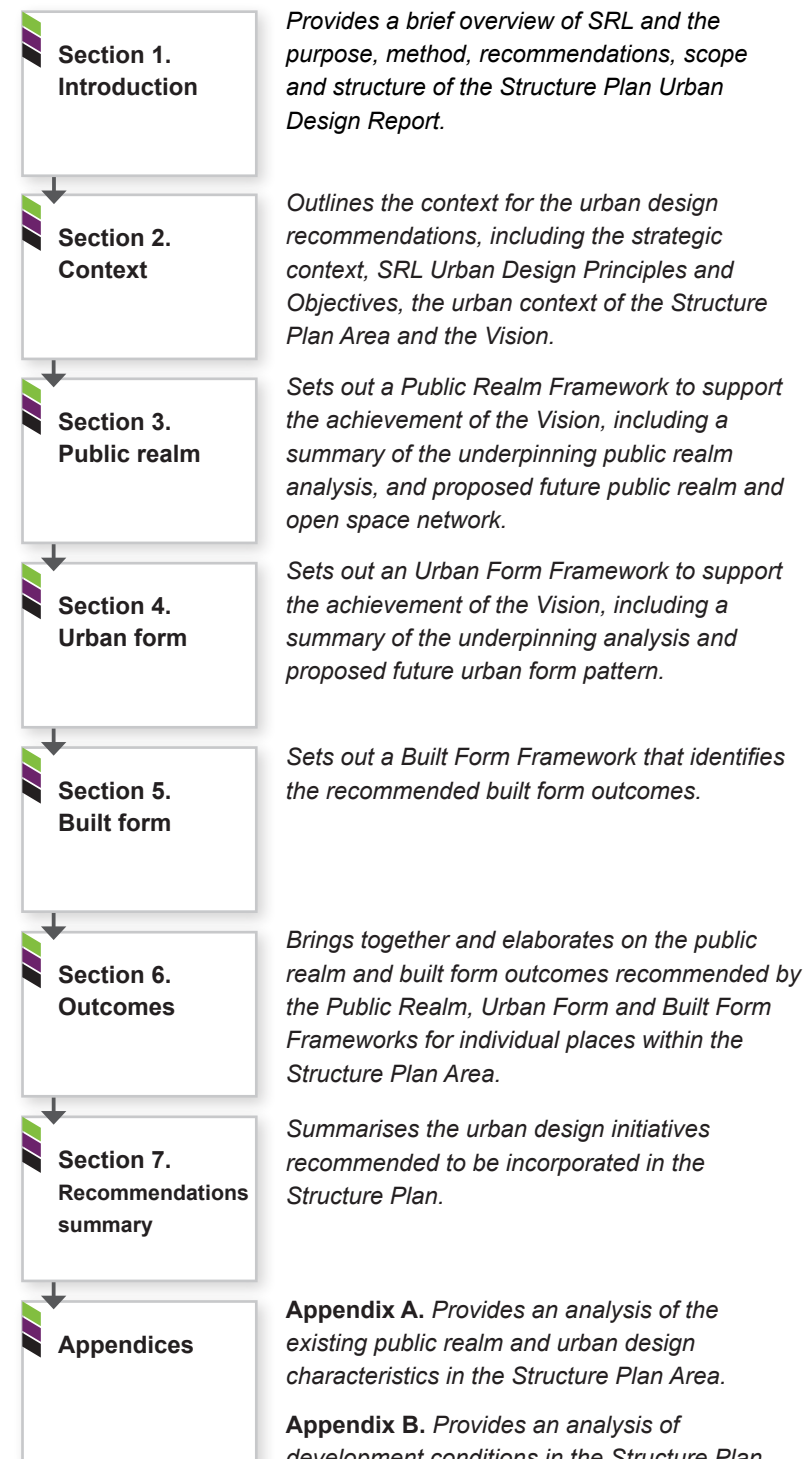 Section 1.
Introduction
Provides a brief overview of SRL and the
purpose, method, recommendations, scope
and structure of the Structure Plan Urban
Design Report.
Section 2.
Context
Outlines the context for the urban design
recommendations, including the strategic
context, SRL Urban Design Principles and
Objectives, the urban context of the Structure
Plan Area and the Vision.
Section 3.
Public realm
Sets out a Public Realm Framework to support
the achievement of the Vision, including a
summary of the underpinning public realm
analysis, and proposed future public realm and
open space network.
Section 4.
Urban form
Sets out an Urban Form Framework to support
the achievement of the Vision, including a
summary of the underpinning analysis and
proposed future urban form pattern.
Section 5.
Built form
Sets out a Built Form Framework that identifies
the recommended built form outcomes.
Section 6.
Outcomes
Brings together and elaborates on the public
realm and built form outcomes recommended by
the Public Realm, Urban Form and Built Form
Frameworks for individual places within the
Structure Plan Area.
Section 7.
Recommendations
summary
Summarises the urban design initiatives
recommended to be incorporated in the
Structure Plan.
Appendices
Appendix A. Provides an analysis of the
existing public realm and urban design
characteristics in the Structure Plan Area.
Appendix B. Provides an analysis of
development conditions in the Structure Plan